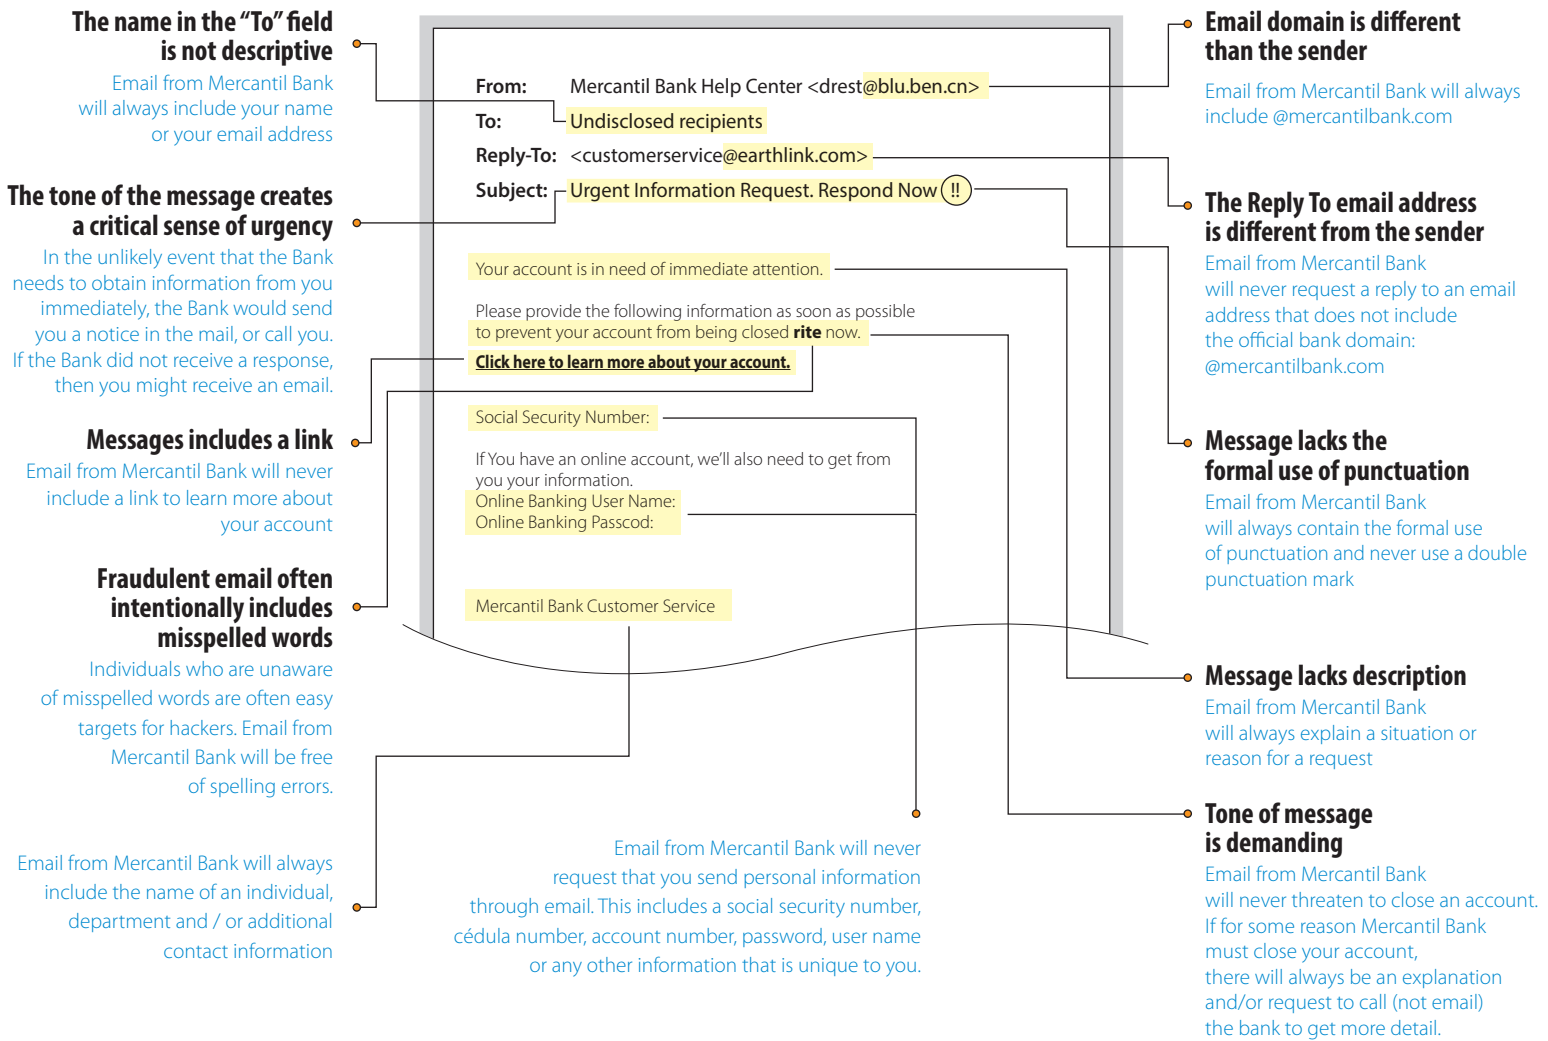 The name in the “To” field
is not descriptive
Email from Mercantil Bank
will always include your name
or your email address
The tone of the message creates
a critical sense of urgency
In the unlikely event that the Bank
needs to obtain information from you
immediately, the Bank would send
you a notice in the mail, or call you.
If the Bank did not receive a response,
then you might receive an email.
Messages includes a link
Email from Mercantil Bank will never
include a link to learn more about
your account
Fraudulent email often
intentionally includes
misspelled words
Individuals who are unaware
of misspelled words are often easy
targets for hackers. Email from
Mercantil Bank will be free
of spelling errors.
Email from Mercantil Bank will always
include the name of an individual,
department and / or additional
contact information
From: Mercantil Bank Help Center <drest@blu.ben.cn>
To: Undisclosed recipients
Reply-To: <customerservice@earthlink.com>
Subject: Urgent Information Request. Respond Now !!
Your account is in need of immediate attention.
Please provide the following information as soon as possible
to prevent your account from being closed rite now.
Click here to learn more about your account.
Social Security Number:
If You have an online account, we’ll also need to get from
you your information.
Online Banking User Name:
Online Banking Passcod:
Mercantil Bank Customer Service
Email from Mercantil Bank will never
request that you send personal information
through email. This includes a social security number,
cédula number, account number, password, user name
or any other information that is unique to you.
Email domain is different
than the sender
Email from Mercantil Bank will always
include @mercantilbank.com
The Reply To email address
is different from the sender
Email from Mercantil Bank
will never request a reply to an email
address that does not include
the official bank domain:
@mercantilbank.com
Message lacks the
formal use of punctuation
Email from Mercantil Bank
will always contain the formal use
of punctuation and never use a double
punctuation mark
Message lacks description
Email from Mercantil Bank
will always explain a situation or
reason for a request
Tone of message
is demanding
Email from Mercantil Bank
will never threaten to close an account.
If for some reason Mercantil Bank
must close your account,
there will always be an explanation
and/or request to call (not email)
the bank to get more detail.